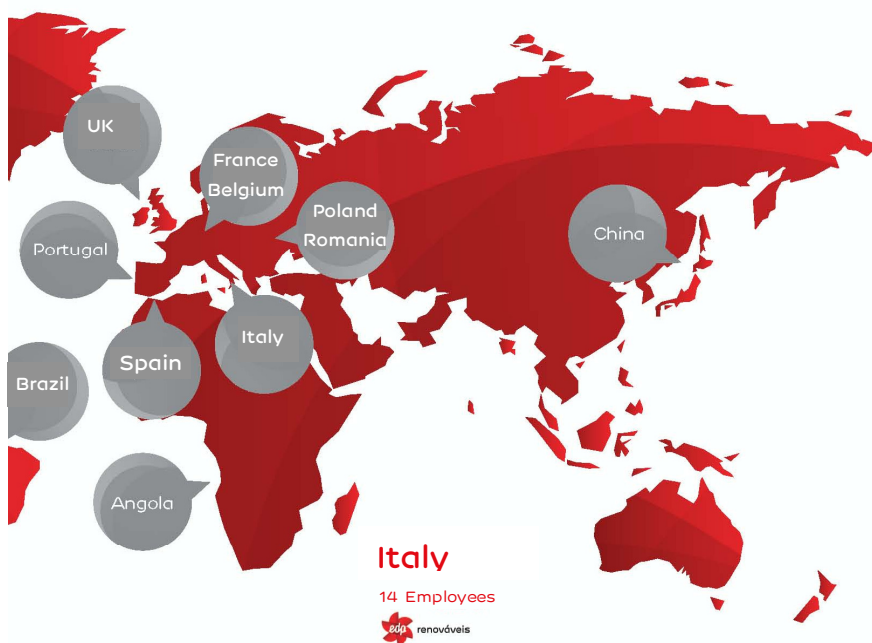 UK
France
Belgium
Poland
Romania
Portugal
China
Italy
Spain
Brazil
Angola
Italy
14 Employees
edp renováveis